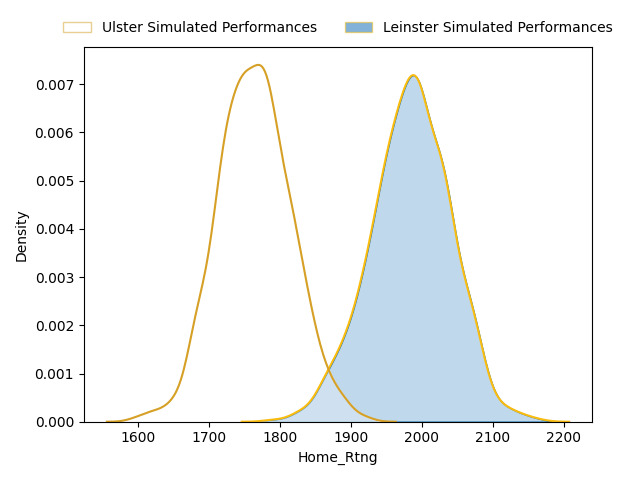 Ulster Simulated Performances Leinster Simulated Performances
0.007
0.006
0.005
0.004
0.003
0.002
0.001
0.000
Density
1600 1700 1800 1900 2000 2100 2200
Home_Rtng